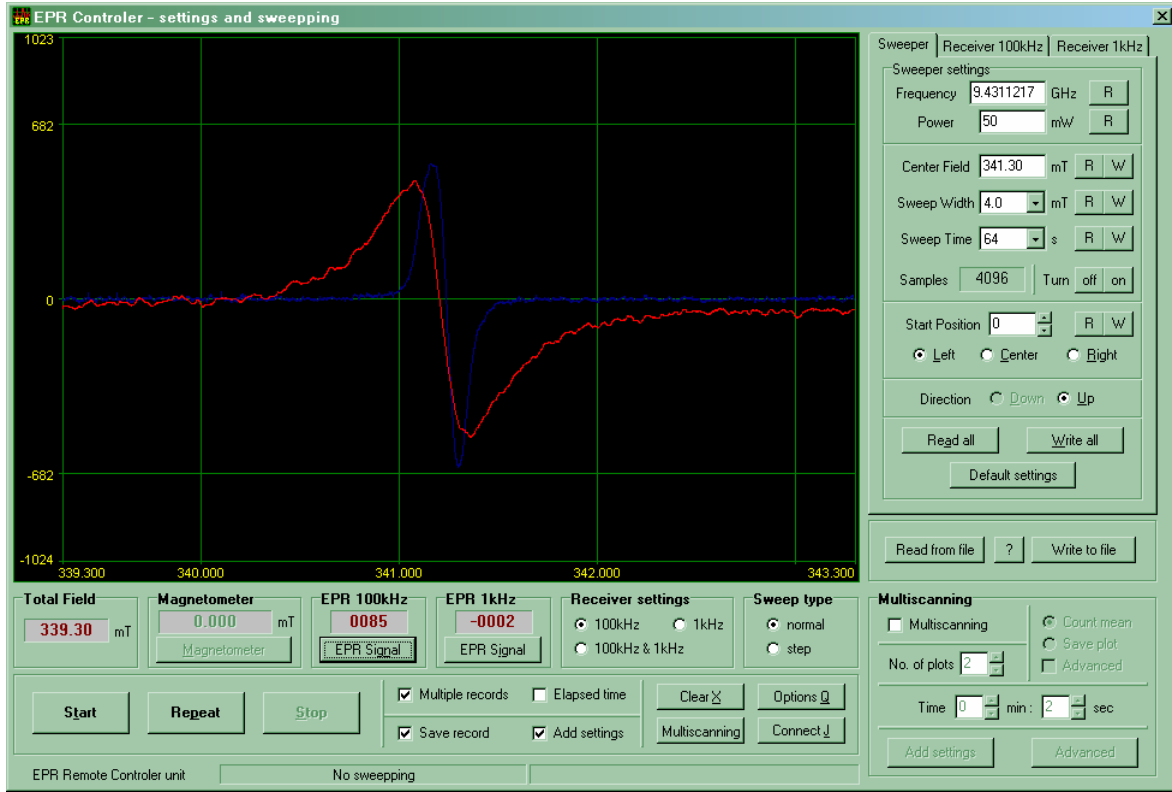 EPR Controler - settings and sweepping
1023
682
0
-682
-1024
339.300 340.000 341.000 342.000 343.300
Sweeper Receiver 100kHz Receiver 1kHz
Sweeper settings
Frequency 9.4311217 GHz R
Power 50 mW R
Center Field 341.30 mT R W
Sweep Width 4.0 mT R W
Sweep Time 64 s R W
Samples 4096 Turn off on
Start Position 0 R W
Left Center Right
Direction Down Up
Read all Write all
Default settings
Read from file ? Write to file
Total Field
339.30 mT
Magnetometer
0.000 mT
Magnetometer
EPR 100kHz
0085
EPR Signal
EPR 1kHz
-0002
EPR Signal
Receiver settings
100kHz 1kHz
100kHz & 1kHz
Sweep type
normal
step
Multiscanning
Multiscanning
Count mean
Save plot
Advanced
No. of plots 2
Time 0 min : 2 sec
Add settings Advanced
Start Repeat Stop
Multiple records Elapsed time
Save record Add settings
Clear X Options Q
Multiscanning Connect J
EPR Remote Controler unit No sweepping